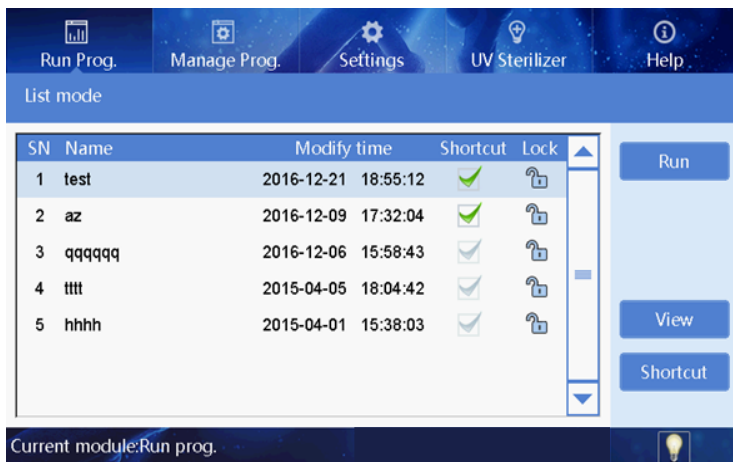 Run Prog. Manage Prog. Settings UV Sterilizer Help
List mode
SN Name Modify time Shortcut Lock
1 test 2016-12-21 18:55:12
2 az 2016-12-09 17:32:04
3 qqqqqq 2016-12-06 15:58:43
4 tttt 2015-04-05 18:04:42
5 hhhh 2015-04-01 15:38:03
Run
View
Shortcut
Current module:Run prog.